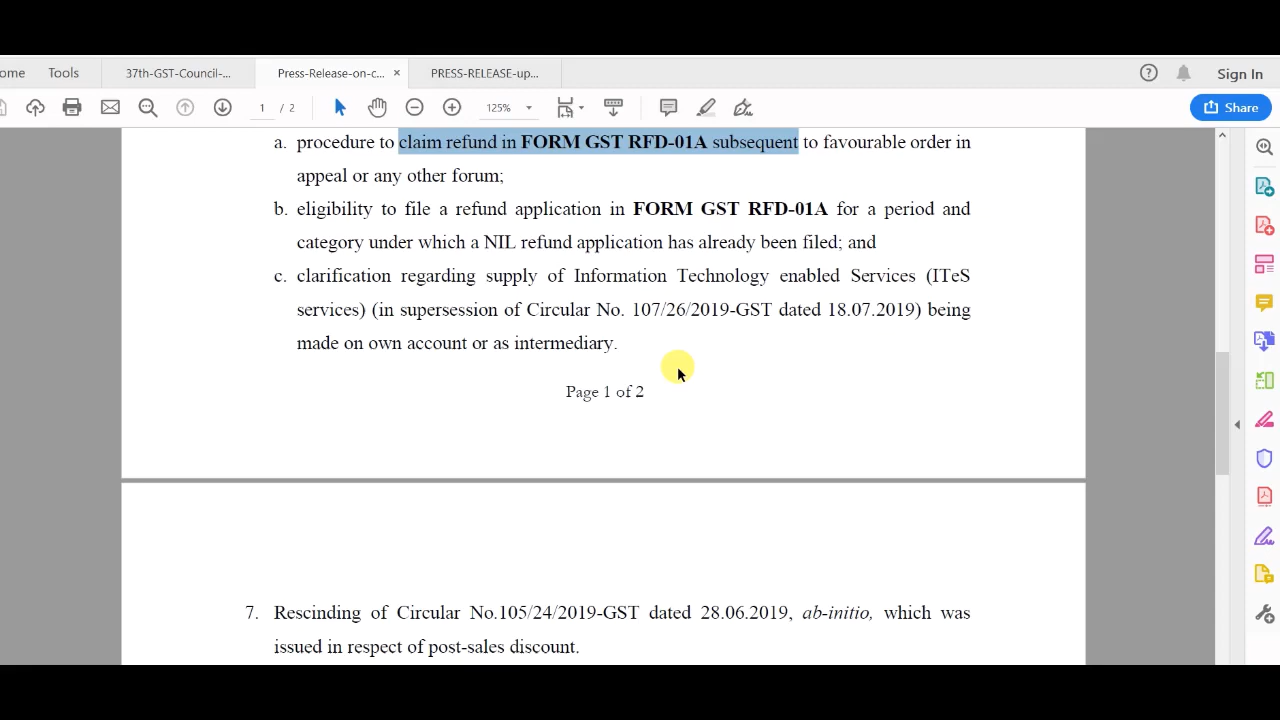 ome Tools 37th-GST-Council-... Press-Release-on-c... × PRESS-RELEASE-up... Sign In
1 / 2 125% Share
a. procedure to claim refund in FORM GST RFD-01A subsequent to favourable order in
appeal or any other forum;
b. eligibility to file a refund application in FORM GST RFD-01A for a period and
category under which a NIL refund application has already been filed; and
c. clarification regarding supply of Information Technology enabled Services (ITeS
services) (in supersession of Circular No. 107/26/2019-GST dated 18.07.2019) being
made on own account or as intermediary.
Page 1 of 2
7. Rescinding of Circular No.105/24/2019-GST dated 28.06.2019, ab-initio, which was
issued in respect of post-sales discount.